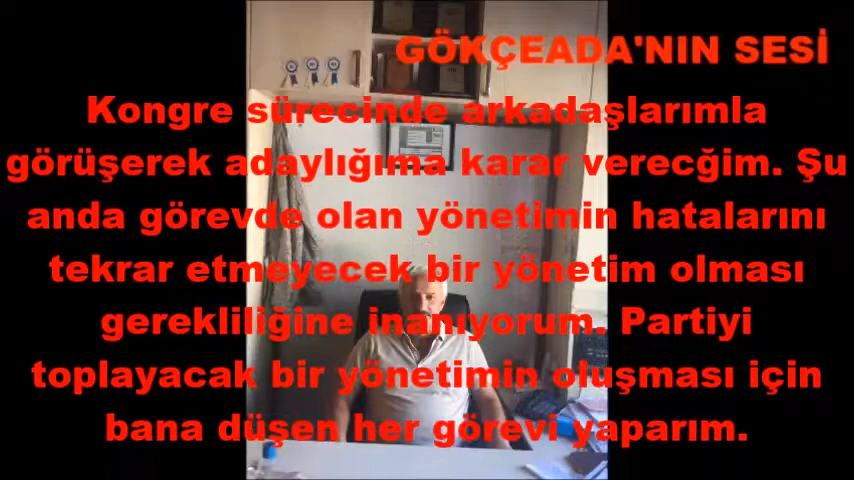 GÖKÇEADA'NIN SESİ
Kongre sürecinde arkadaşlarımla
görüşerek adaylığıma karar verecğim. Şu
anda görevde olan yönetimin hatalarını
tekrar etmeyecek bir yönetim olması
gerekliliğine inanıyorum. Partiyi
toplayacak bir yönetimin oluşması için
bana düşen her görevi yaparım.